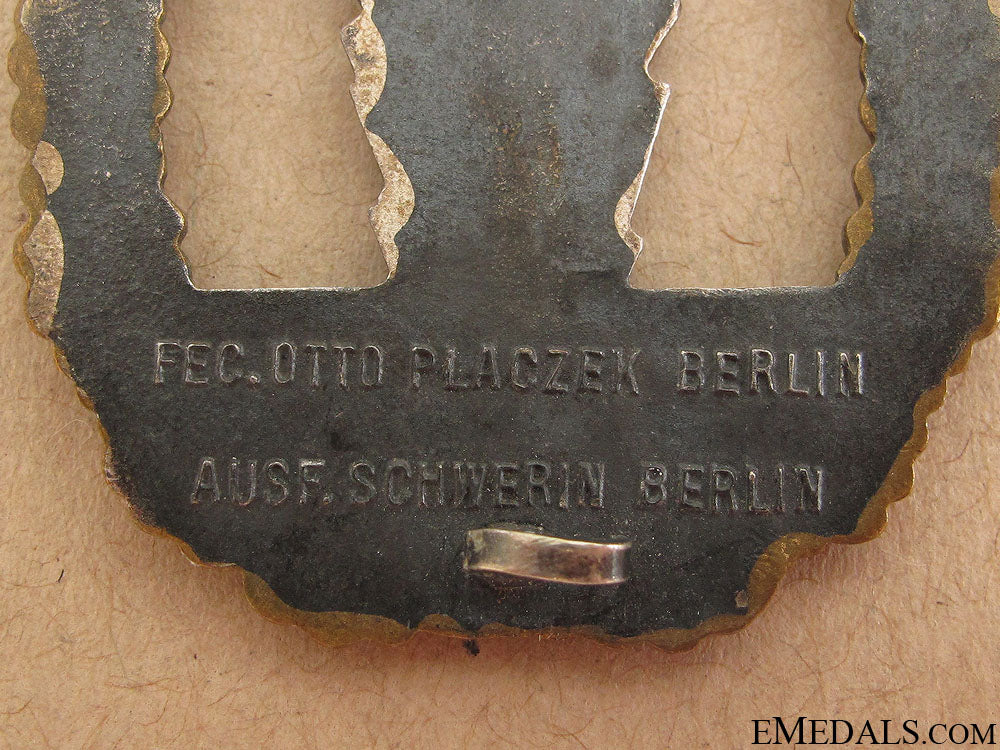 FEC. OTTO PLACZEK BERLIN
AUSF. SCHWERIN BERLIN
EMEDALS.COM